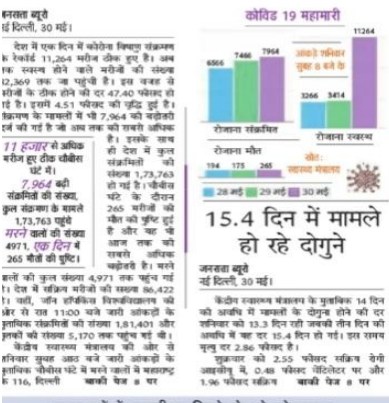 जनसत्ता ब्यूरो
नई दिल्ली, 30 मई।
देश में एक दिन में कोरोना विषाणु संक्रमण
के रेकॉर्ड 11,264 मरीज ठीक हुए हैं। अब
तक स्वस्थ होने वाले मरीजों की संख्या
12,369 तक जा पहुंची है। इस वजह से
मरीजों के ठीक होने की दर 47.40 फीसद हो
गई है। इसमें 4.51 फीसद की वृद्धि हुई है।
संक्रमण के मामलों में भी 7,964 की बढ़ोतरी
दर्ज की गई है जो अब तक की सबसे अधिक
है। इसके साथ
ही देश में कुल
संक्रमितों की
संख्या 1,73,763
हो गई है। चौबीस
घंटे के दौरान
265 मरीजों की
मौत की पुष्टि हुई
है और यह भी
आज तक की
सबसे अधिक
बढ़ोतरी है। मरने
11 हजार से अधिक
मरीज हुए ठीक चौबीस
घंटे में।
7,964 बढ़ी
संक्रमितों की संख्या,
कुल संक्रमण के मामले
1,73,763 पहुंचे
मरने वालों की संख्या
4971, एक दिन में
265 मौतों की पुष्टि।
वालों की कुल संख्या 4,971 तक पहुंच गई
है। देश में सक्रिय मरीजों की संख्या 86,422
है। वहीं, जॉन हॉपकिंस विश्वविद्यालय की
ओर से रात 11:00 बजे जारी आंकड़ों के
मुताबिक संक्रमितों की संख्या 1,81,401 और
मृतकों की संख्या 5,170 तक पहुंच गई थी।
केंद्रीय स्वास्थ्य मंत्रालय की ओर से
शनिवार सुबह आठ बजे जारी आंकड़ों के
मुताबिक चौबीस घंटे में मरने वालों में महाराष्ट्र
के 116, दिल्ली बाकी पेज 8 पर
कोविड 19 महामारी
11264
6566 7466 7964
आंकड़े शनिवार
सुबह 8 बजे के
3266 3414
रोजाना संक्रमित
रोजाना स्वस्थ
रोजाना मौत
194 175 265
स्रोत :
स्वास्थ्य मंत्रालय
28 मई 29 मई 30 मई
15.4 दिन में मामले
हो रहे दोगुने
जनसत्ता ब्यूरो
नई दिल्ली, 30 मई।
केंद्रीय स्वास्थ्य मंत्रालय के मुताबिक 14 दिन
की अवधि में मामलों के दोगुना होने की दर
शनिवार को 13.3 दिन रही जबकी तीन दिन की
अवधि में यह दर 15.4 दिन हो गई। इस समय
मृत्यु दर 2.86 फीसद है।
शुक्रवार को 2.55 फीसद सक्रिय रोगी
आइसीयू में, 0.48 फीसद वेंटिलेटर पर और
1.96 फीसद सक्रिय बाकी पेज 8 पर